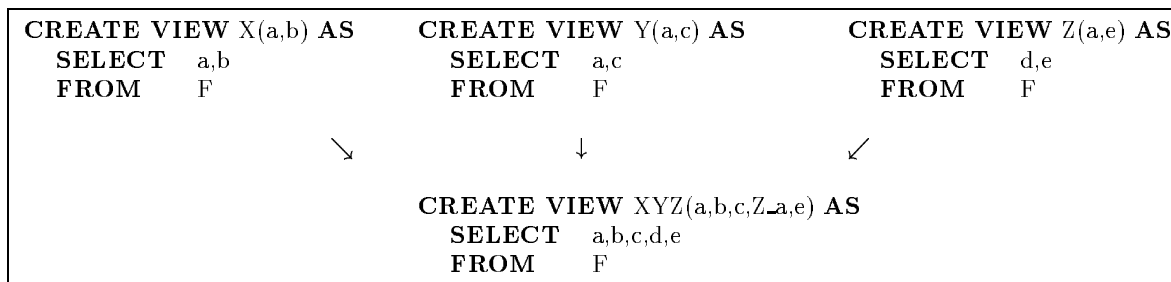 CREATE VIEW X(a,b) AS
SELECT a,b
FROM F
CREATE VIEW Y(a,c) AS
SELECT a,c
FROM F
CREATE VIEW Z(a,e) AS
SELECT d,e
FROM F
↘ ↓ ↙
CREATE VIEW XYZ(a,b,c,Z_a,e) AS
SELECT a,b,c,d,e
FROM F